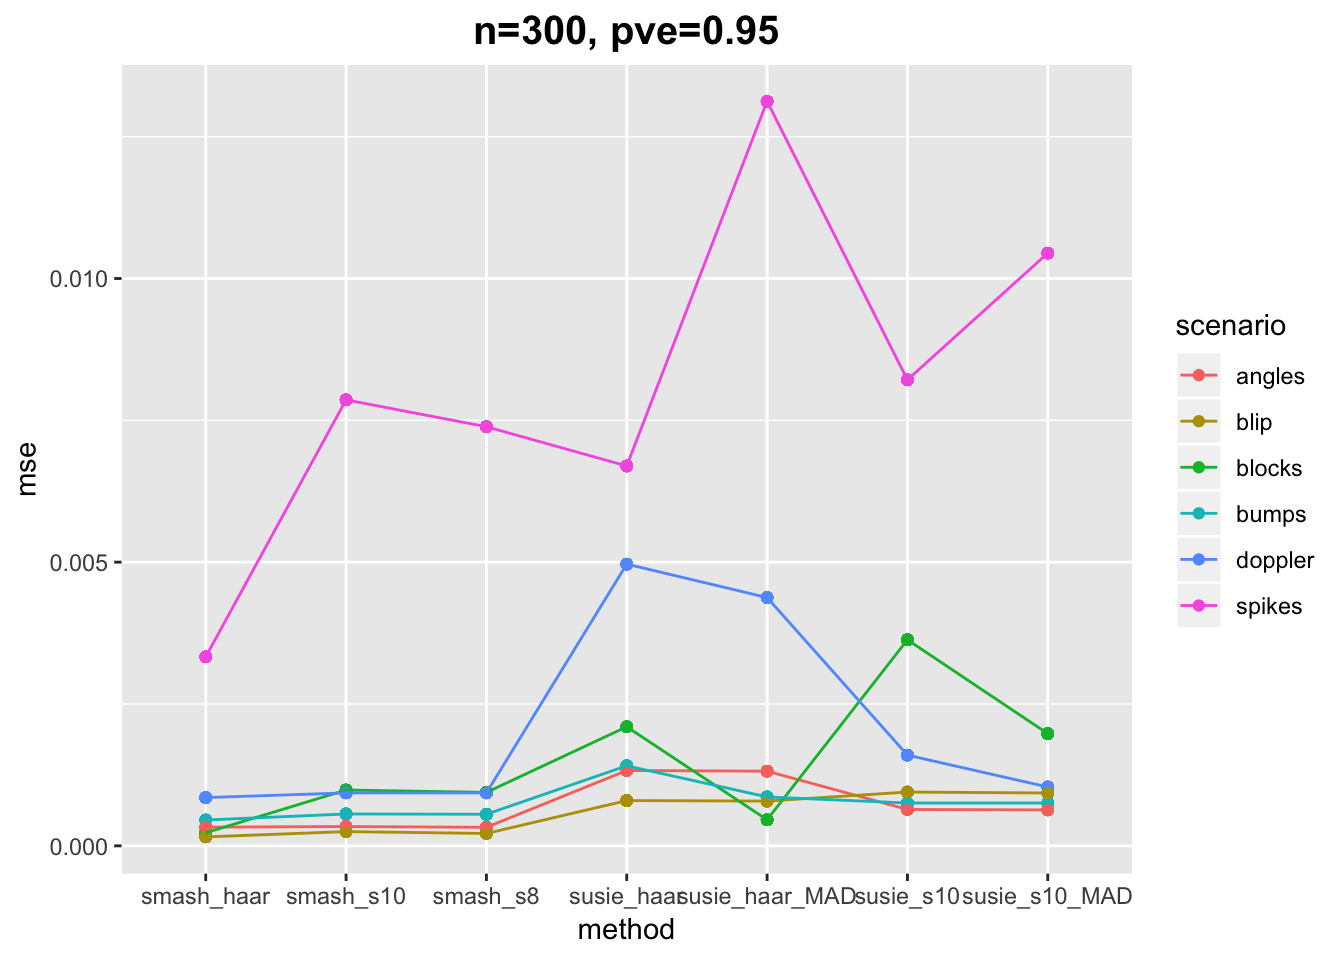 n=300, pve=0.95
mse
0.010
0.005
0.000
smash_haar smash_s10 smash_s8 susie_haar susie_haar_MAD susie_s10 susie_s10_MAD
method
scenario
angles
blip
blocks
bumps
doppler
spikes